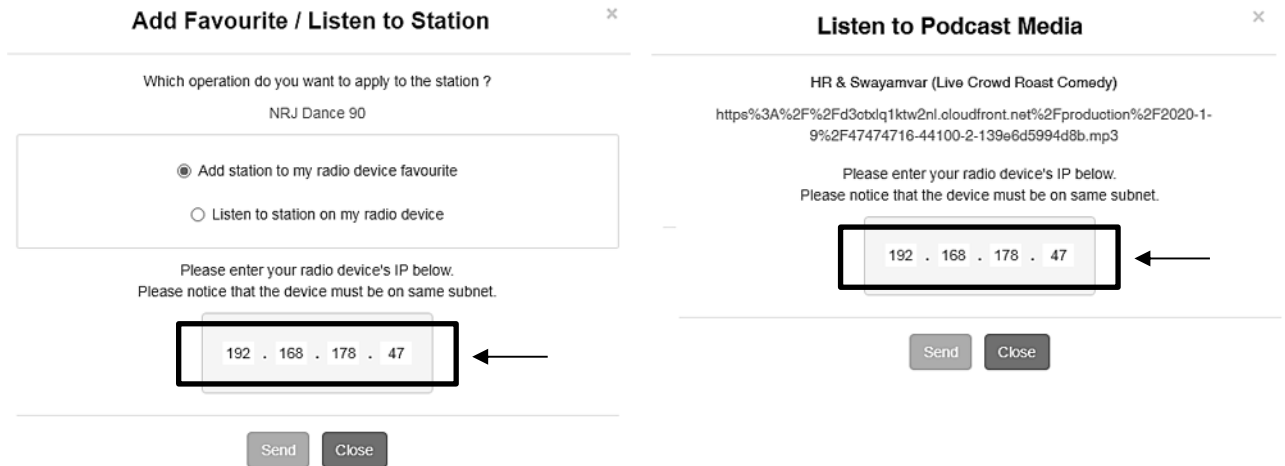 Add Favourite / Listen to Station
×
Which operation do you want to apply to the station ?
NRJ Dance 90
Add station to my radio device favourite
Listen to station on my radio device
Please enter your radio device's IP below.
Please notice that the device must be on same subnet.
192 . 168 . 178 . 47
Send Close
Listen to Podcast Media
×
HR & Swayamvar (Live Crowd Roast Comedy)
https%3A%2F%2Fd3ctxlq1ktw2nl.cloudfront.net%2Fproduction%2F2020-1-
9%2F47474716-44100-2-139e6d5994d8b.mp3
Please enter your radio device's IP below.
Please notice that the device must be on same subnet.
192 . 168 . 178 . 47
Send Close